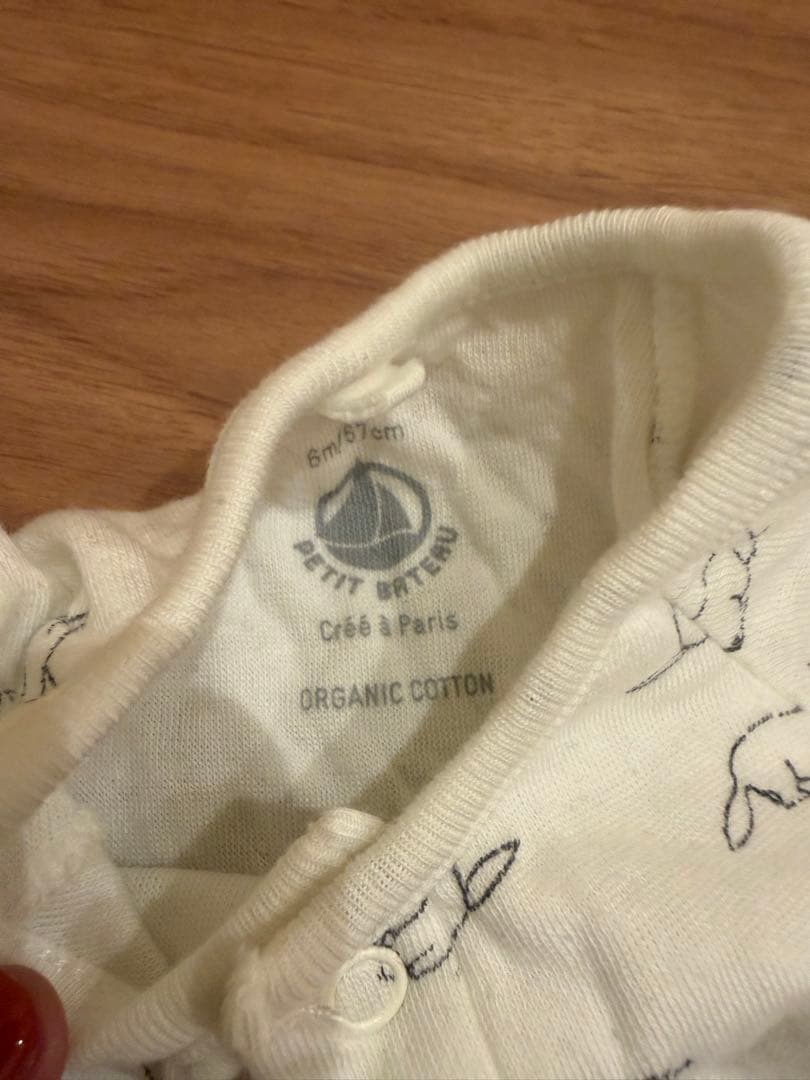 6m/67cm
PETIT BATEAU
Créé à Paris
ORGANIC COTTON